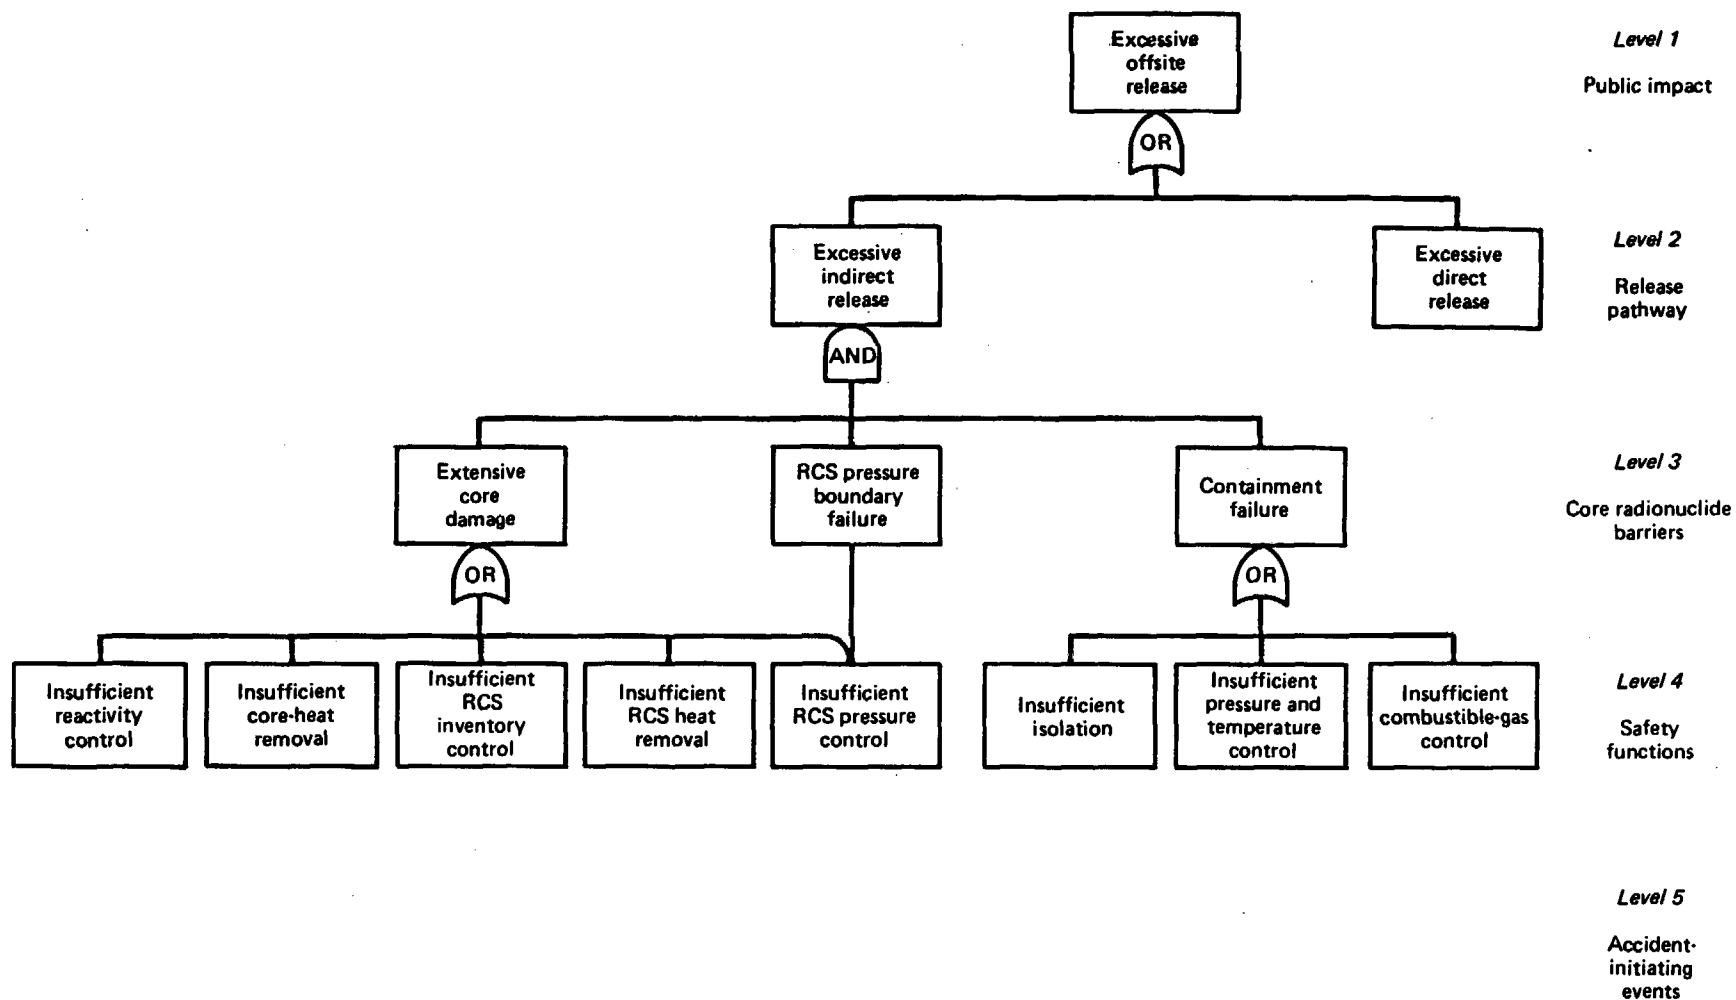 Excessive
offsite
release
Level 1
Public impact
OR
Excessive
indirect
release
Excessive
direct
release
Level 2
Release
pathway
AND
Extensive
core
damage
RCS pressure
boundary
failure
Containment
failure
Level 3
Core radionuclide
barriers
OR
OR
Insufficient
reactivity
control
Insufficient
core-heat
removal
Insufficient
RCS
inventory
control
Insufficient
RCS heat
removal
Insufficient
RCS pressure
control
Insufficient
isolation
Insufficient
pressure and
temperature
control
Insufficient
combustible-gas
control
Level 4
Safety
functions
Level 5
Accident-
initiating
events